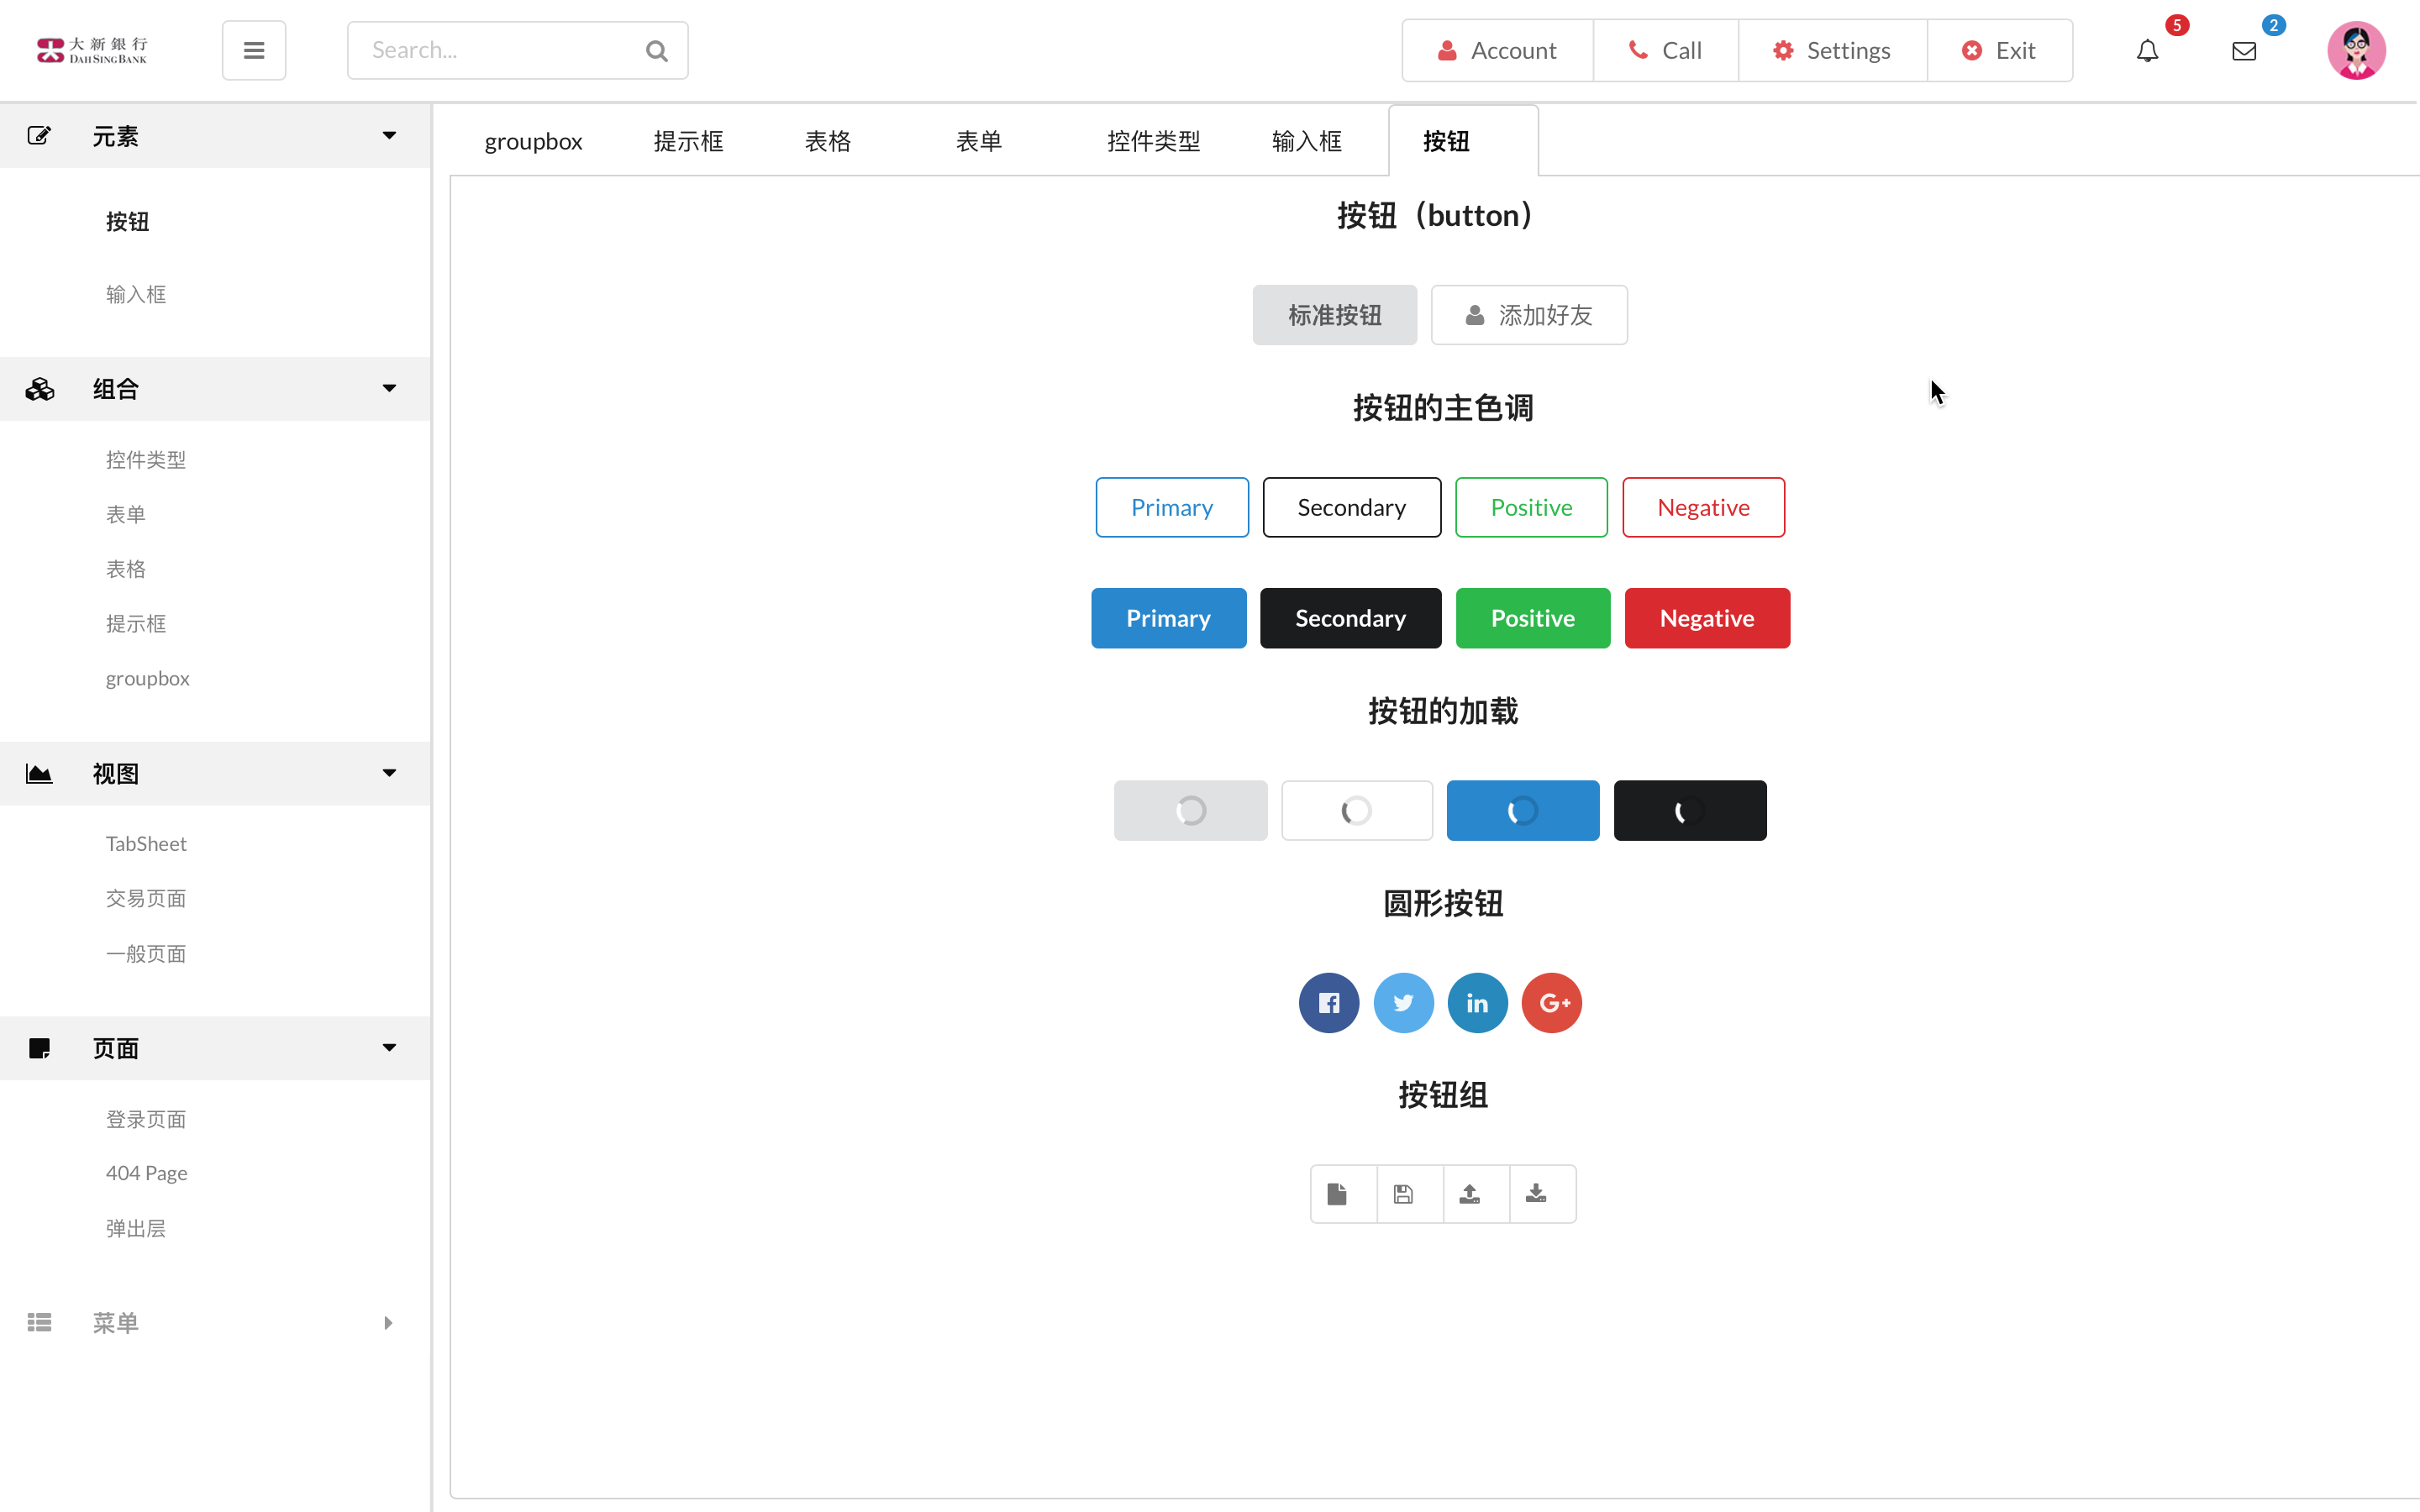 大新銀行
DAH SING BANK
Search...
Account
Call
Settings
Exit
5
2
元素
按钮
输入框
组合
控件类型
表单
表格
提示框
groupbox
视图
TabSheet
交易页面
一般页面
页面
登录页面
404 Page
弹出层
菜单
groupbox 提示框 表格 表单 控件类型 输入框 按钮
按钮（button）
标准按钮 添加好友
按钮的主色调
Primary Secondary Positive Negative
Primary Secondary Positive Negative
按钮的加载
圆形按钮
in G+
按钮组